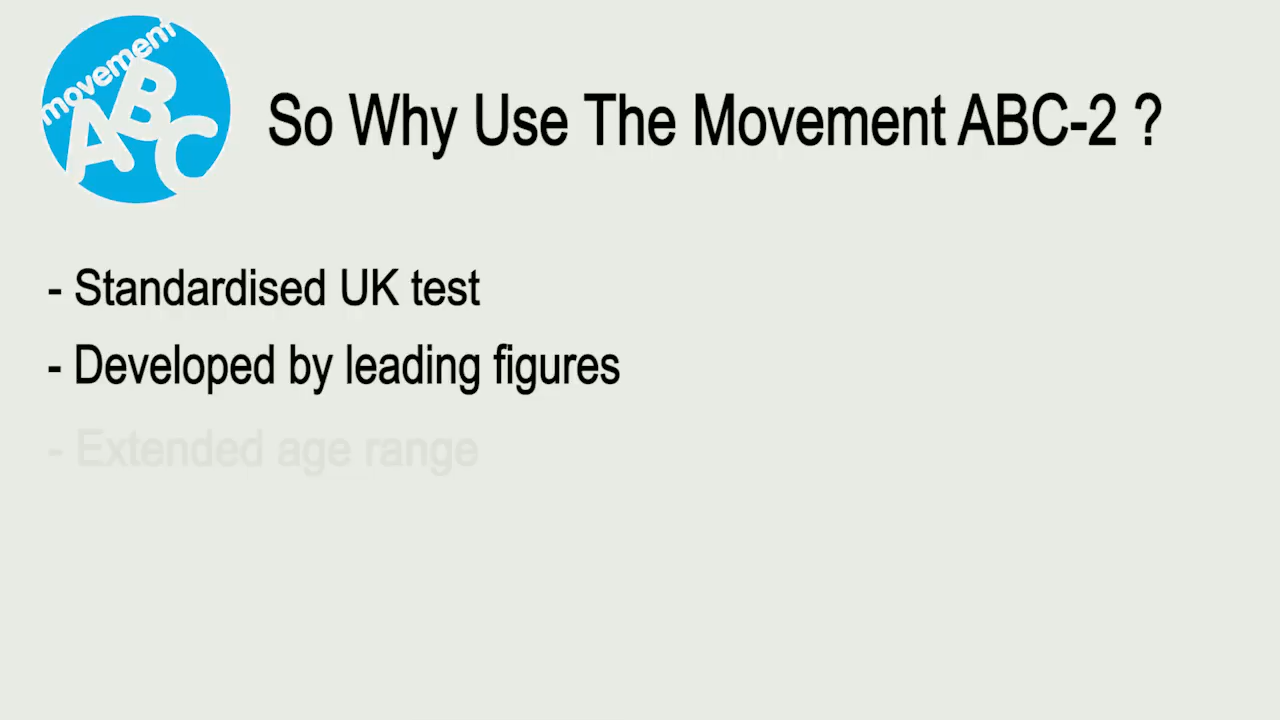 movement
ABC
So Why Use The Movement ABC-2 ?
- Standardised UK test
- Developed by leading figures
- Extended age range